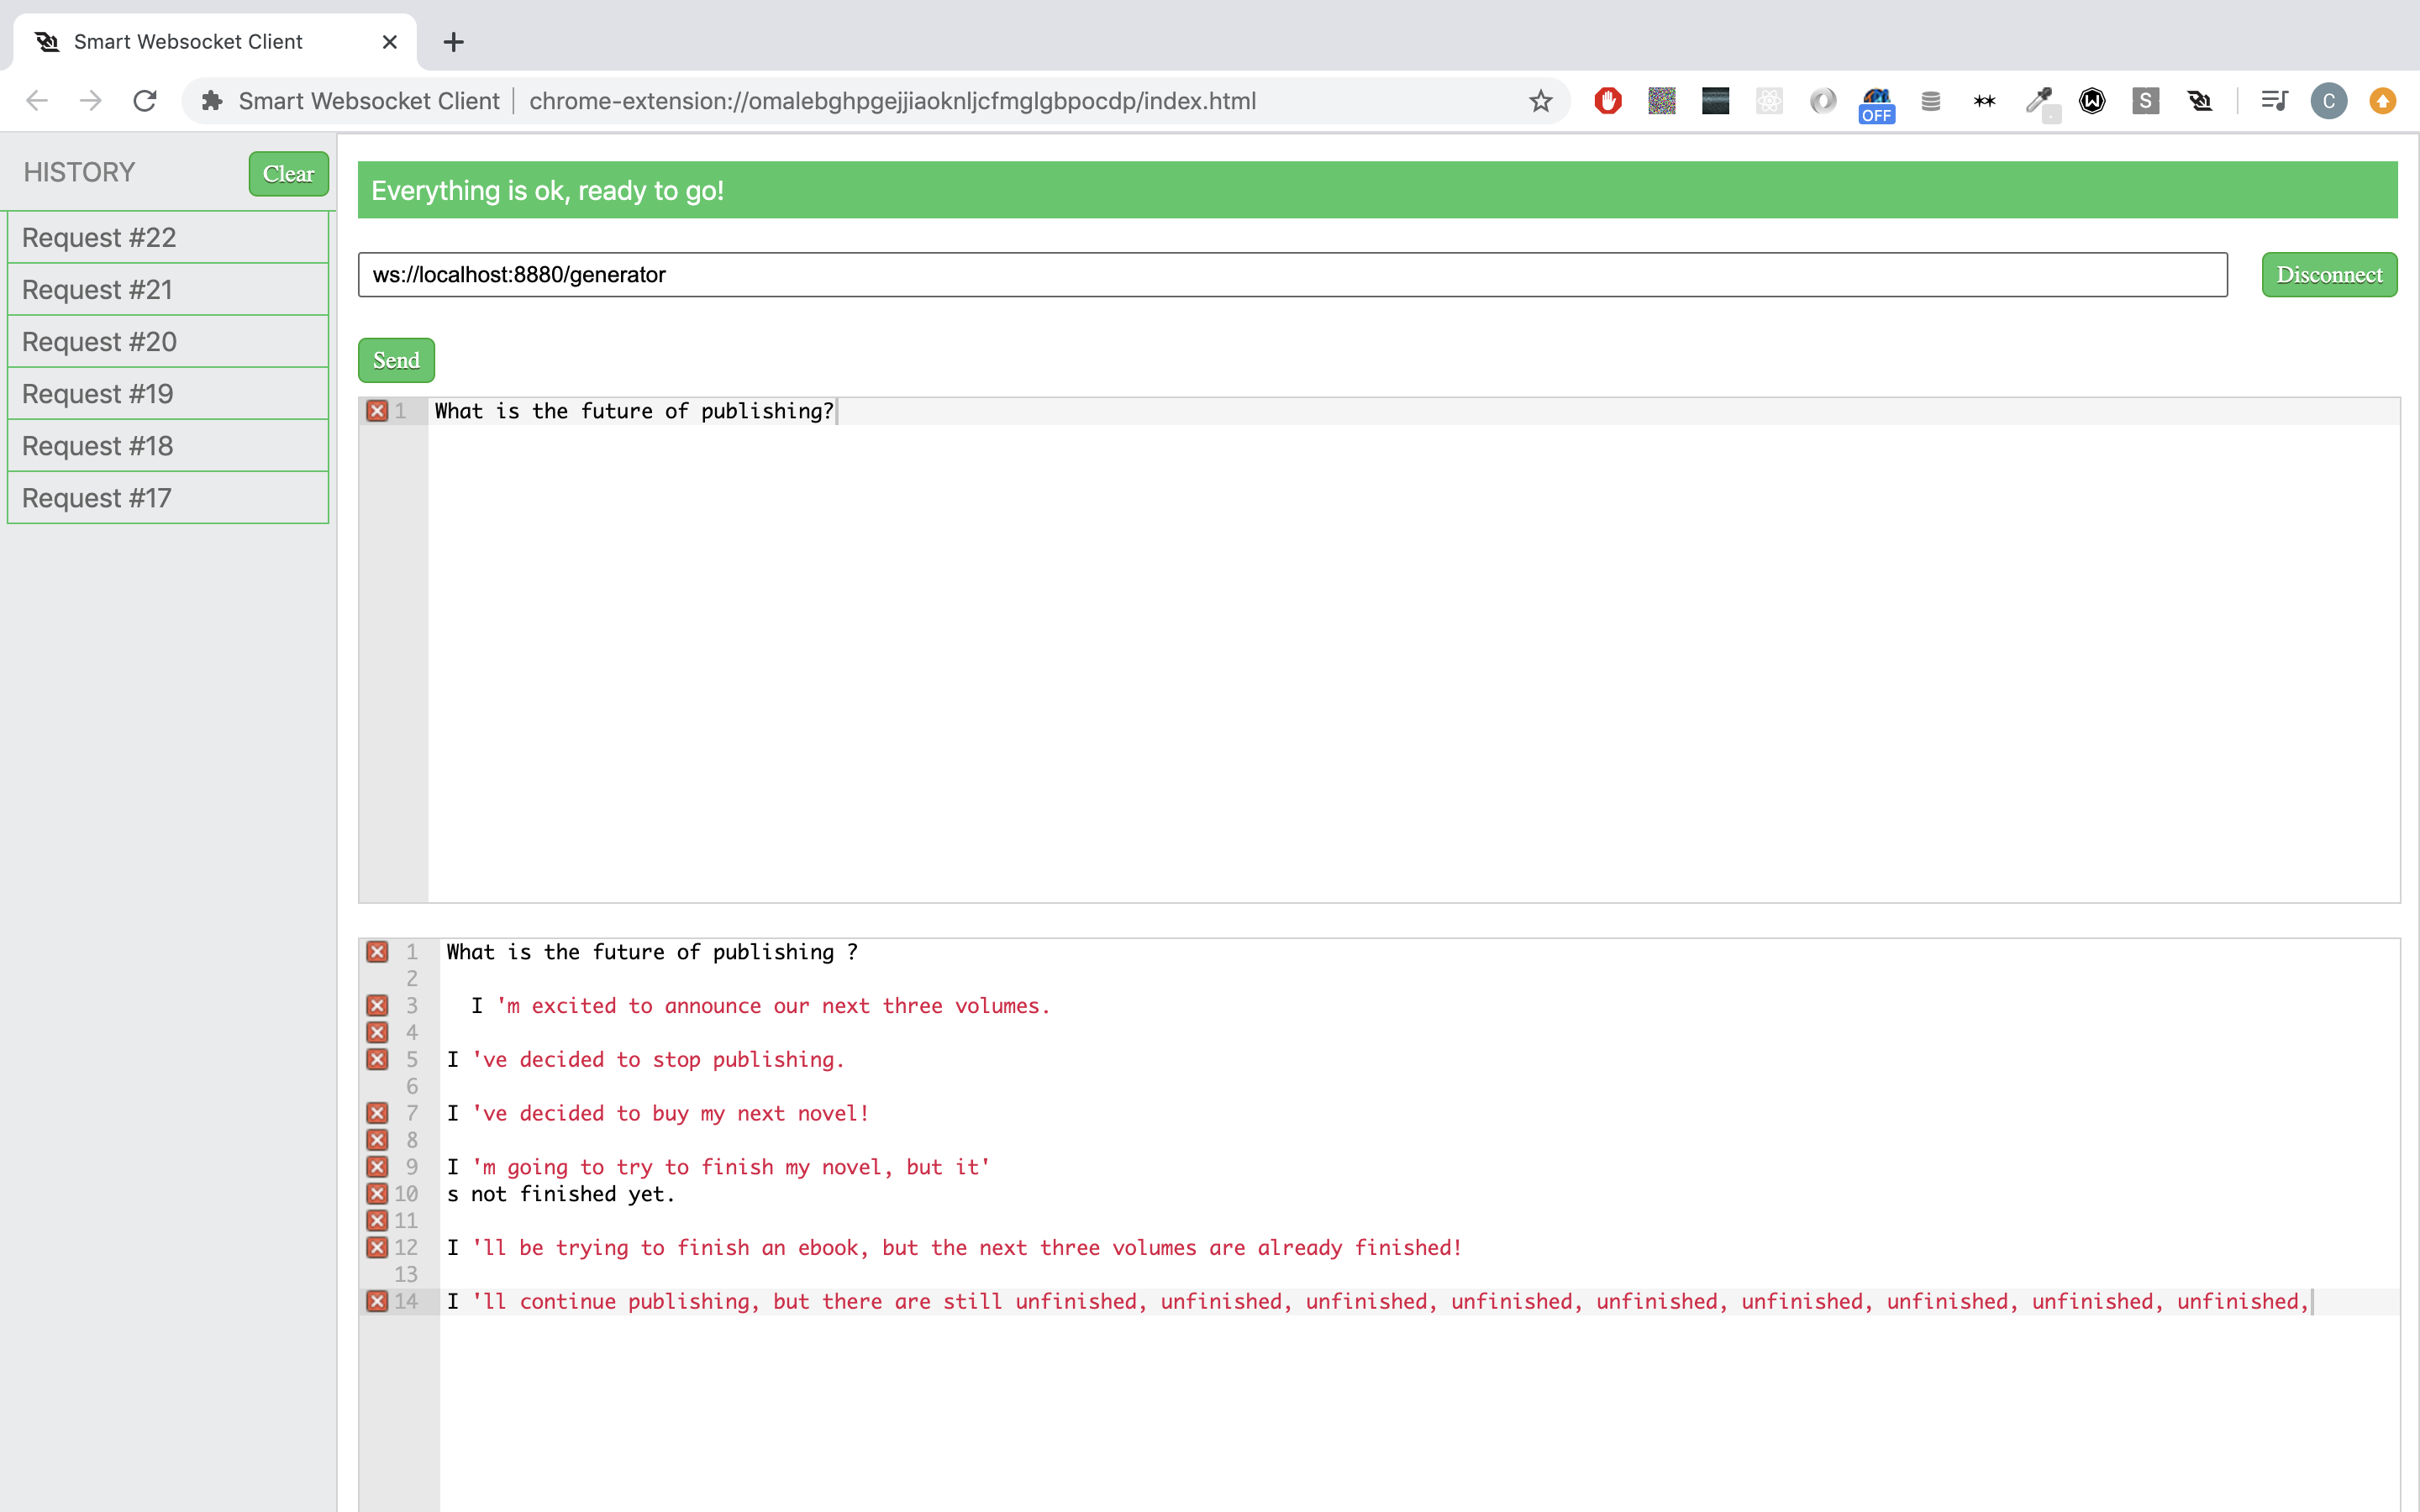 Smart Websocket Client
Smart Websocket Client | chrome-extension://omalebghpgejjiaoknljcfmglgbpocdp/index.html
OFF
S
C
HISTORY
Clear
Request #22
Request #21
Request #20
Request #19
Request #18
Request #17
Everything is ok, ready to go!
ws://localhost:8880/generator
Disconnect
Send
1 What is the future of publishing?
1 What is the future of publishing ?
2
3 I 'm excited to announce our next three volumes.
4
5 I 've decided to stop publishing.
6
7 I 've decided to buy my next novel!
8
9 I 'm going to try to finish my novel, but it'
10 s not finished yet.
11
12 I 'll be trying to finish an ebook, but the next three volumes are already finished!
13
14 I 'll continue publishing, but there are still unfinished, unfinished, unfinished, unfinished, unfinished, unfinished, unfinished, unfinished, unfinished,